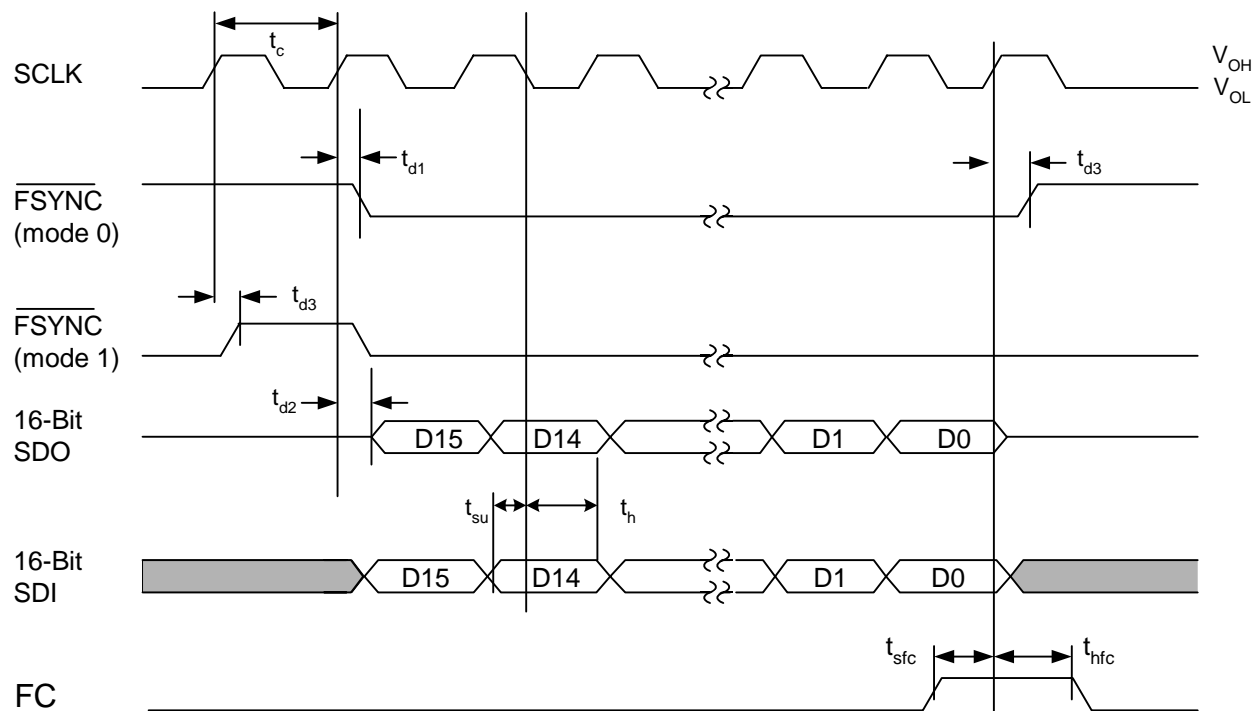 t_c
SCLK
V_OH
V_OL
t_d1
t_d3
FSYNC
(mode 0)
t_d3
FSYNC
(mode 1)
t_d2
16-Bit
SDO
D15 D14 D1 D0
t_su t_h
16-Bit
SDI
D15 D14 D1 D0
t_sfc t_hfc
FC